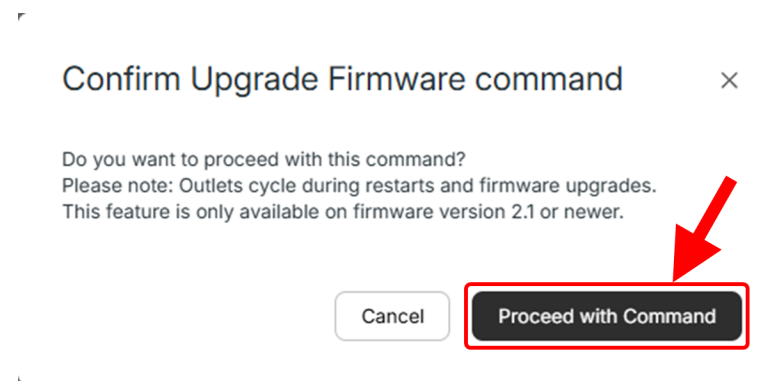 Confirm Upgrade Firmware command
Do you want to proceed with this command?
Please note: Outlets cycle during restarts and firmware upgrades.
This feature is only available on firmware version 2.1 or newer.
Cancel
Proceed with Command